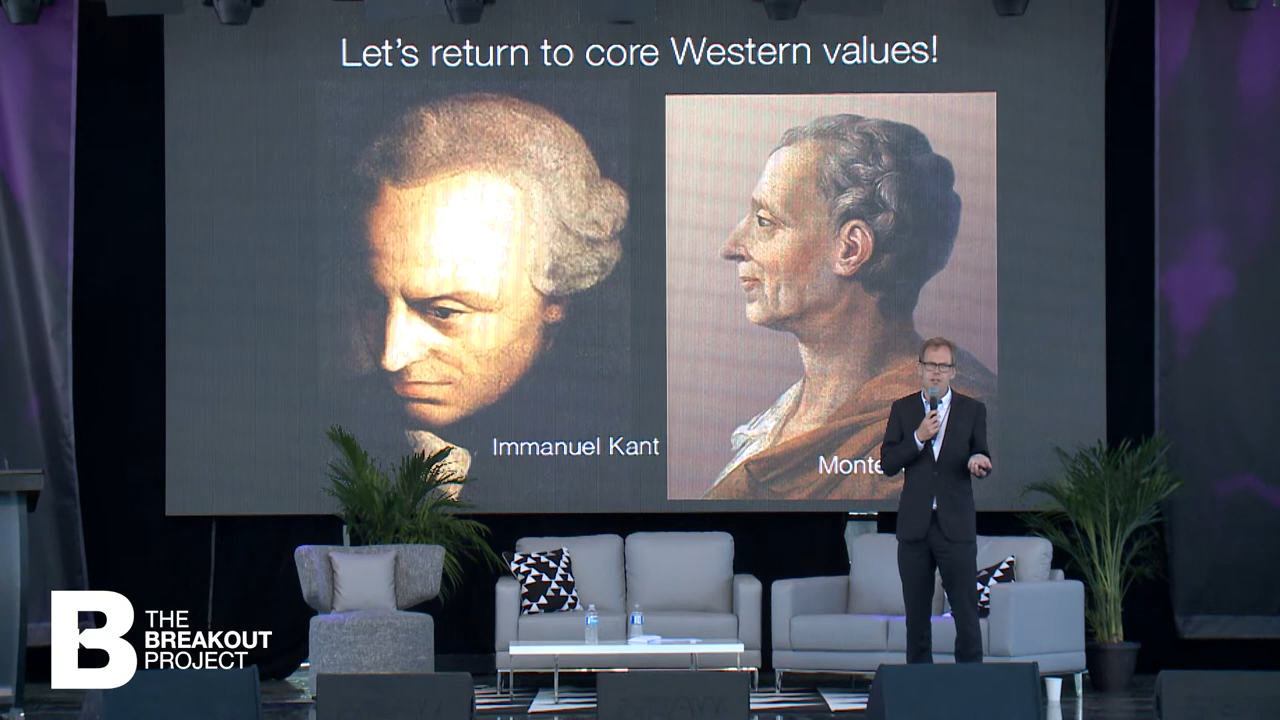 Let's return to core Western values!
Immanuel Kant
Monte
THE
BREAKOUT
PROJECT